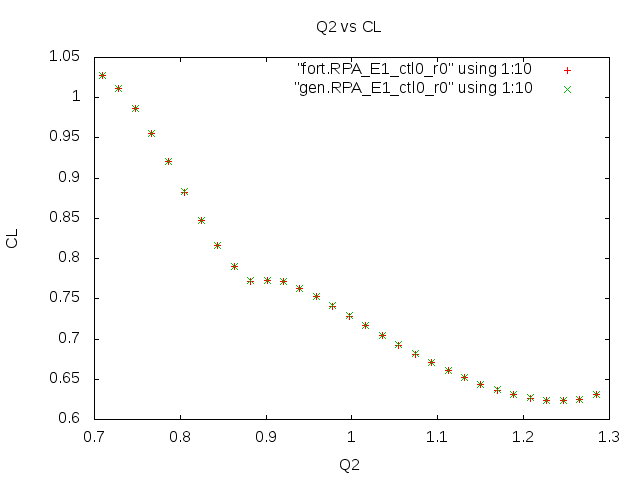 Q2 vs CL
"fort.RPA_E1_ctl0_r0" using 1:10
"gen.RPA_E1_ctl0_r0" using 1:10
1.05
1
0.95
0.9
0.85
0.8
0.75
0.7
0.65
0.6
CL
0.7 0.8 0.9 1 1.1 1.2 1.3
Q2